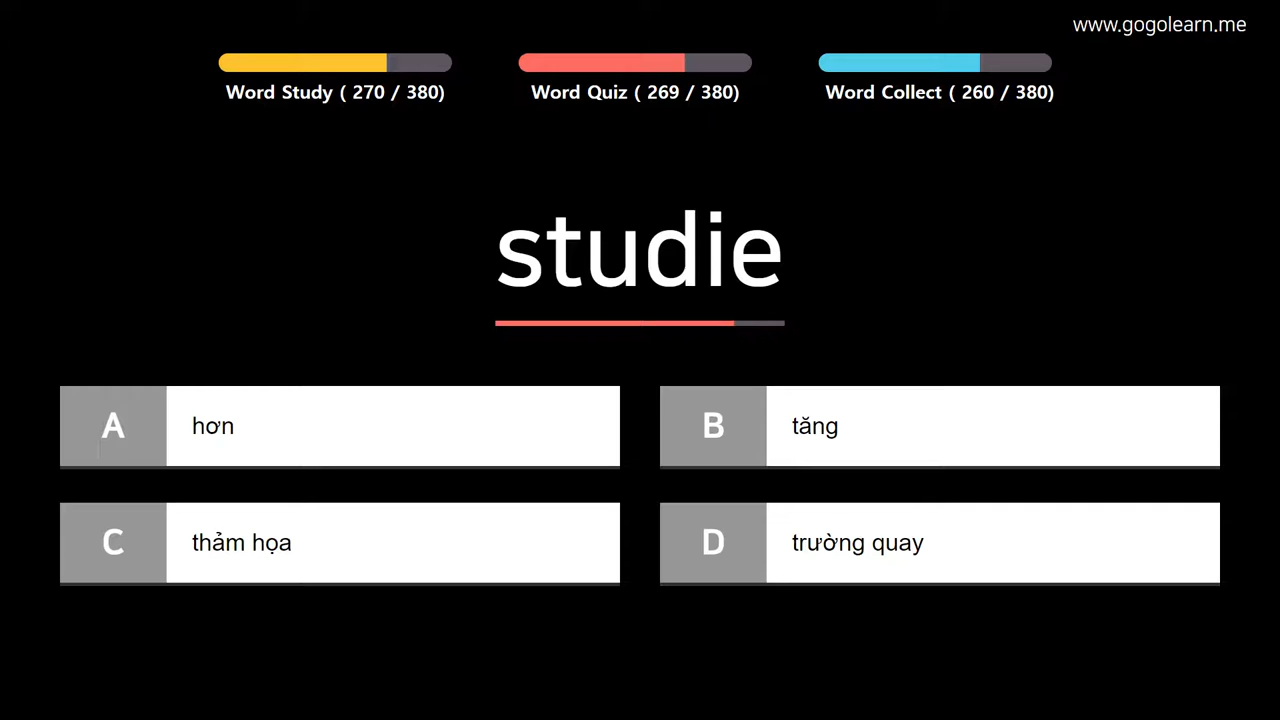 www.gogolearn.me
Word Study ( 270 / 380)
Word Quiz ( 269 / 380)
Word Collect ( 260 / 380)
studie
A hơn
B tăng
C thảm họa
D trường quay